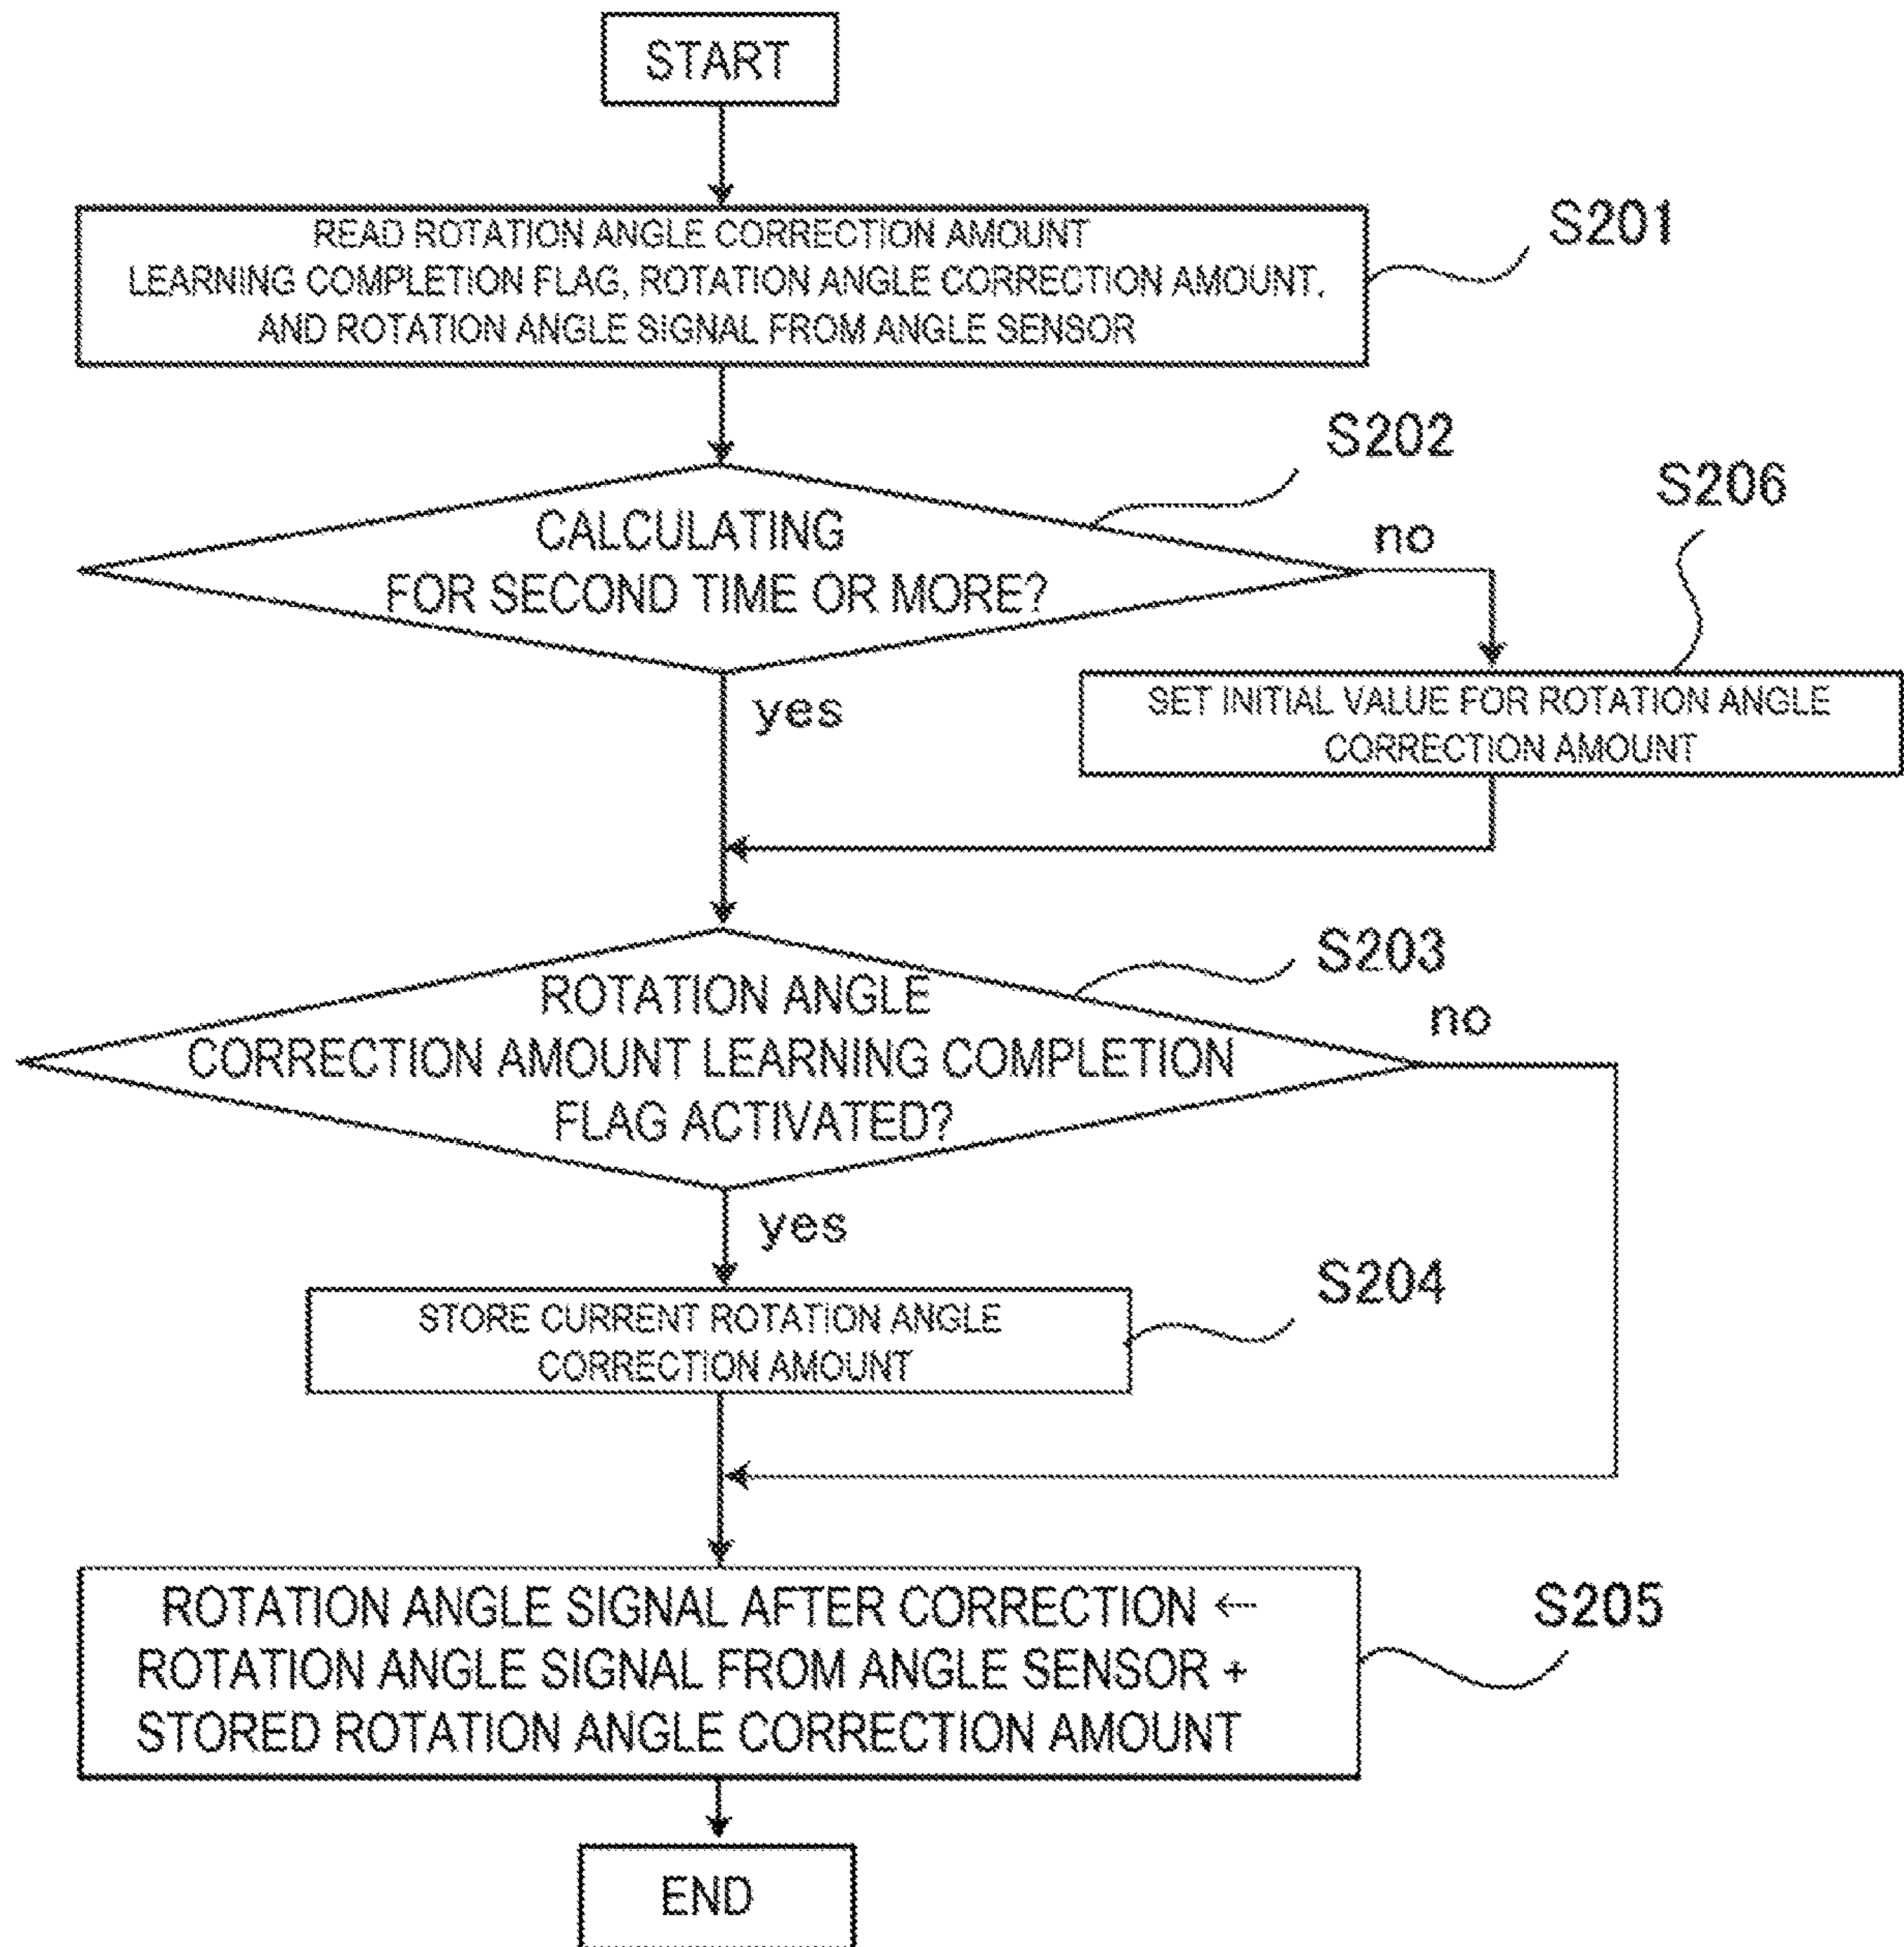 START
READ ROTATION ANGLE CORRECTION AMOUNT
LEARNING COMPLETION FLAG, ROTATION ANGLE CORRECTION AMOUNT,
AND ROTATION ANGLE SIGNAL FROM ANGLE SENSOR
S201
S202
CALCULATING
FOR SECOND TIME OR MORE?
no
S206
yes
SET INITIAL VALUE FOR ROTATION ANGLE
CORRECTION AMOUNT
S203
ROTATION ANGLE
CORRECTION AMOUNT LEARNING COMPLETION
FLAG ACTIVATED?
no
yes
S204
STORE CURRENT ROTATION ANGLE
CORRECTION AMOUNT
ROTATION ANGLE SIGNAL AFTER CORRECTION ←
ROTATION ANGLE SIGNAL FROM ANGLE SENSOR +
STORED ROTATION ANGLE CORRECTION AMOUNT
S205
END